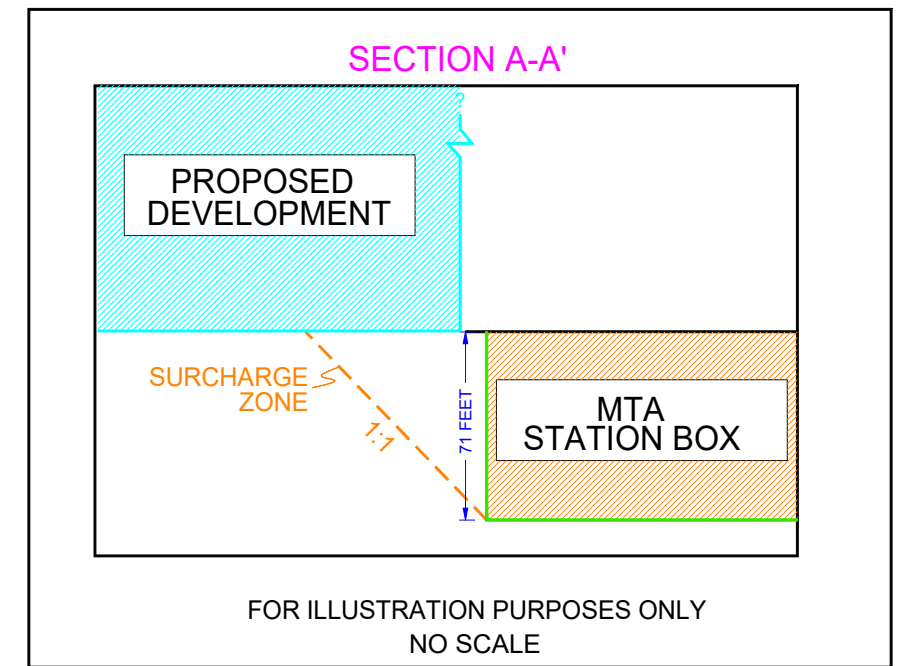 SECTION A-A'
?
PROPOSED
DEVELOPMENT
SURCHARGE
ZONE
1:1
71 FEET
MTA
STATION BOX
FOR ILLUSTRATION PURPOSES ONLY
NO SCALE